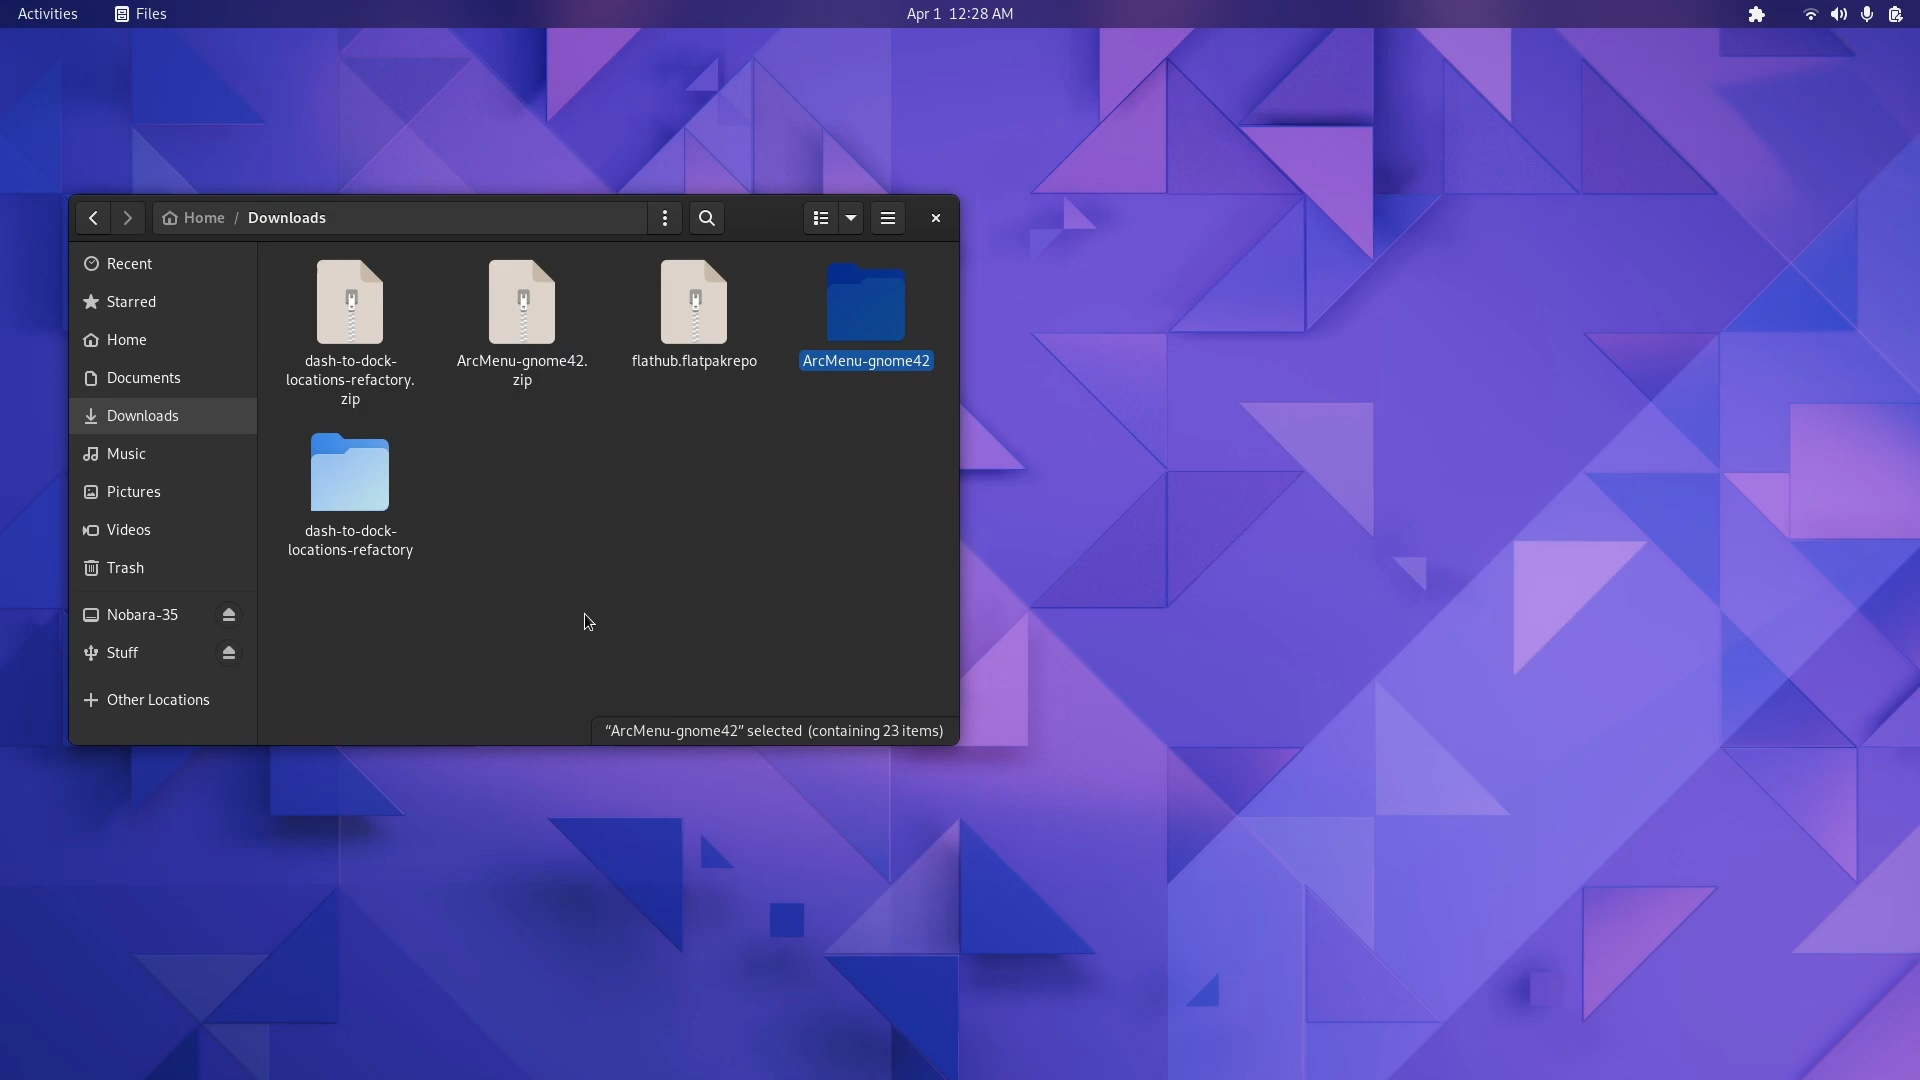 Activities
Files
Apr 1 12:28 AM
Home / Downloads
Recent
Starred
Home
Documents
Downloads
Music
Pictures
Videos
Trash
Nobara-35
Stuff
Other Locations
dash-to-dock-
locations-refactory.
zip
ArcMenu-gnome42.
zip
flathub.flatpakrepo
ArcMenu-gnome42
dash-to-dock-
locations-refactory
“ArcMenu-gnome42” selected (containing 23 items)